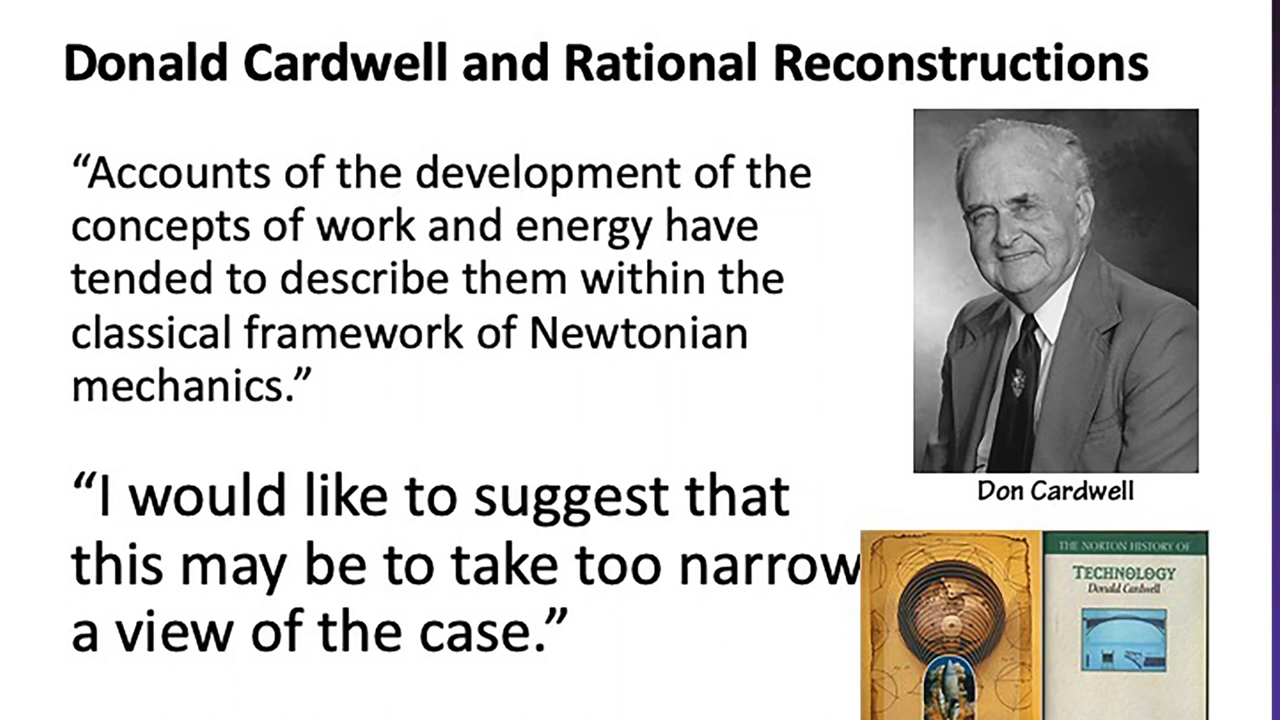 Donald Cardwell and Rational Reconstructions
“Accounts of the development of the
concepts of work and energy have
tended to describe them within the
classical framework of Newtonian
mechanics.”
“I would like to suggest that
this may be to take too narrow
a view of the case.”
Don Cardwell
THE NORTON HISTORY OF
TECHNOLOGY
Donald Cardwell